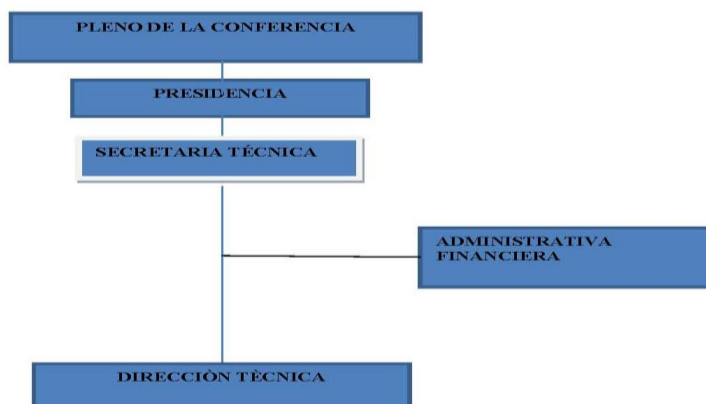 PLENO DE LA CONFERENCIA
PRESIDENCIA
SECRETARIA TÉCNICA
ADMINISTRATIVA
FINANCIERA
DIRECCIÒN TÈCNICA